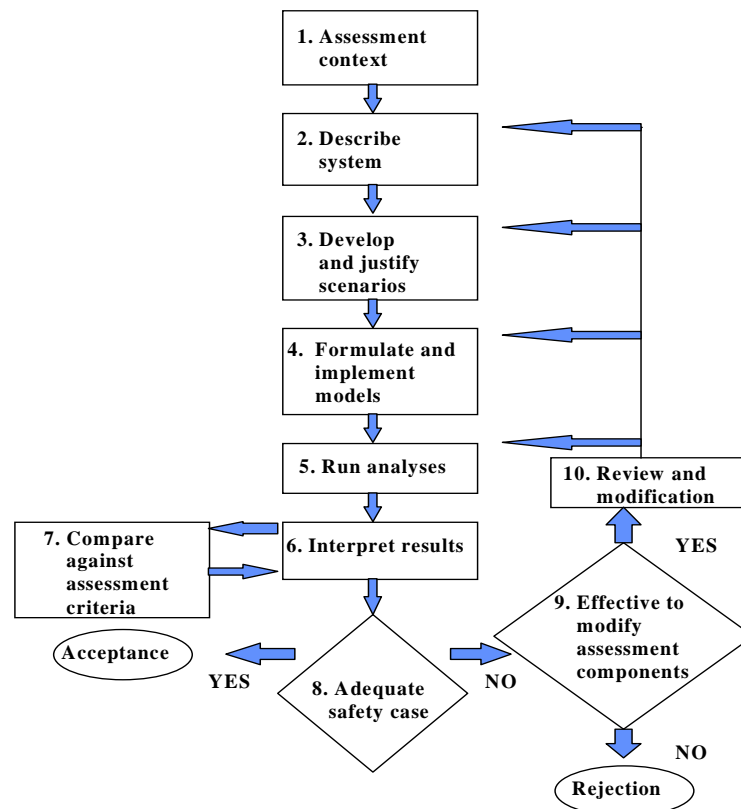 1. Assessment
context
2. Describe
system
3. Develop
and justify
scenarios
4. Formulate and
implement
models
5. Run analyses
10. Review and
modification
7. Compare
against
assessment
criteria
6. Interpret results
YES
9. Effective to
modify
assessment
components
Acceptance
YES
8. Adequate
safety case
NO
NO
Rejection